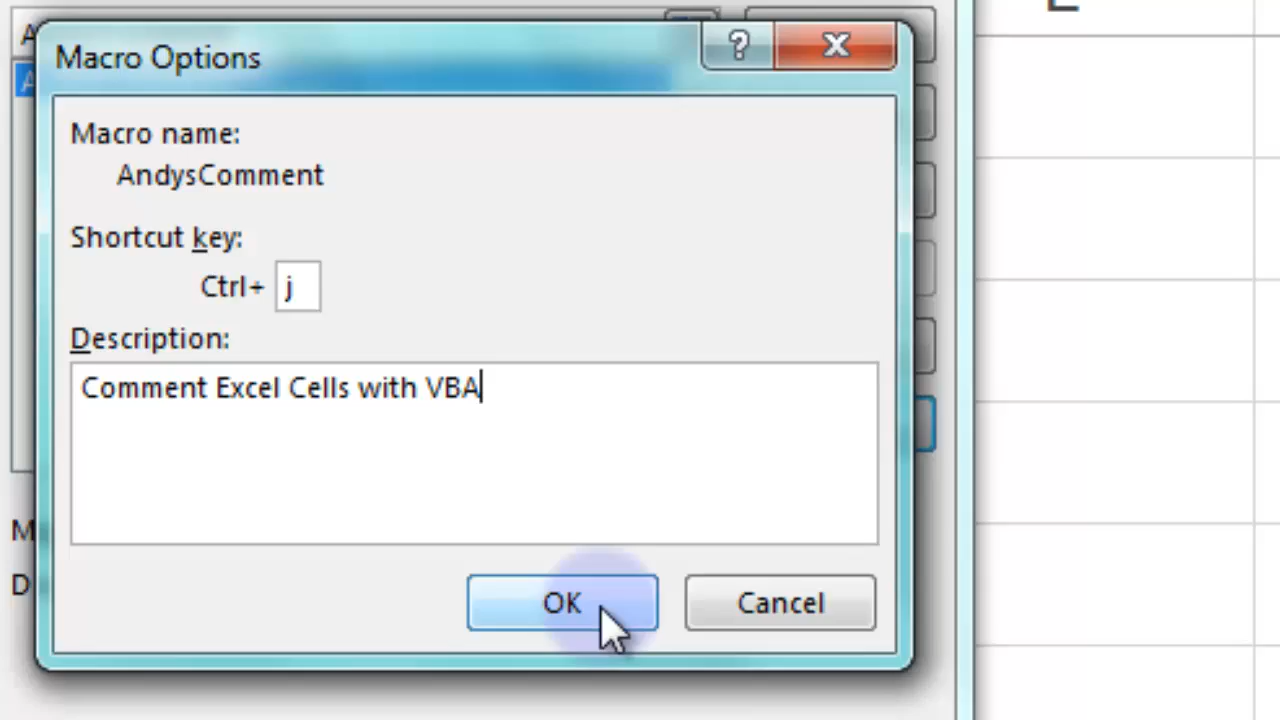 Macro Options
Macro name:
AndysComment
Shortcut key:
Ctrl+ j
Description:
Comment Excel Cells with VBA
OK
Cancel